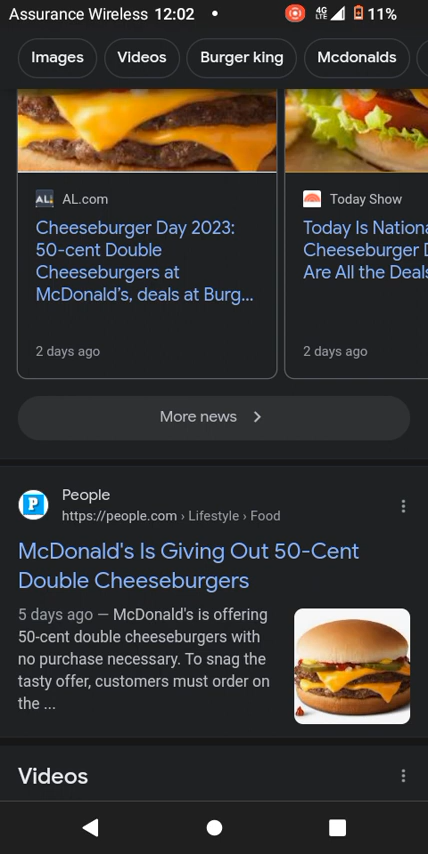 Assurance Wireless 12:02 • 4G LTE 11%
Images Videos Burger king Mcdonalds
AL. AL.com
Cheeseburger Day 2023:
50-cent Double
Cheeseburgers at
McDonald's, deals at Burg...
2 days ago
Today Show
Today Is Nationa
Cheeseburger D
Are All the Deals
2 days ago
More news >
P People
https://people.com › Lifestyle › Food
McDonald's Is Giving Out 50-Cent
Double Cheeseburgers
5 days ago — McDonald's is offering
50-cent double cheeseburgers with
no purchase necessary. To snag the
tasty offer, customers must order on
the ...
Videos